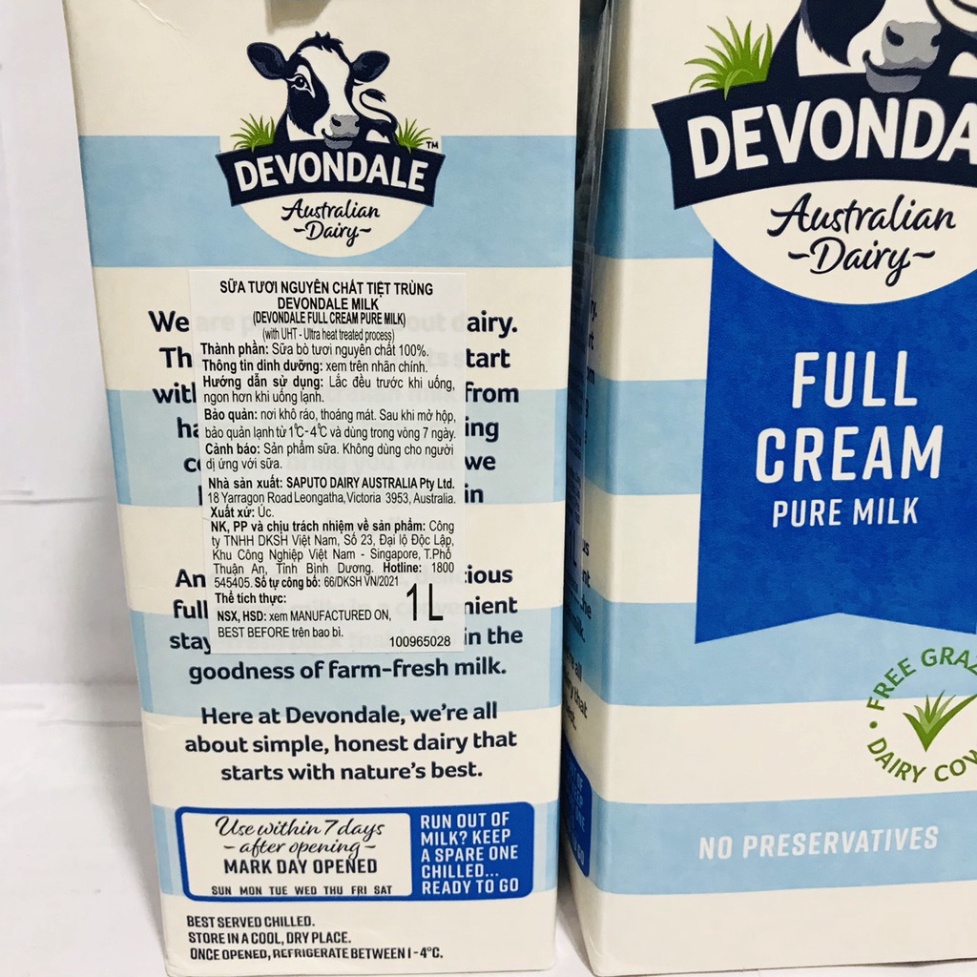 DEVONDALE™
Australian
~Dairy~
SỮA TƯƠI NGUYÊN CHẤT TIỆT TRÙNG
DEVONDALE MILK
(DEVONDALE FULL CREAM PURE MILK)
(with UHT - Ultra heat treated process)
Thành phần: Sữa bò tươi nguyên chất 100%.
Thông tin dinh dưỡng: xem trên nhãn chính.
Hướng dẫn sử dụng: Lắc đều trước khi uống,
ngon hơn khi uống lạnh.
Bảo quản: nơi khô ráo, thoáng mát. Sau khi mở hộp,
bảo quản lạnh từ 1℃-4℃ và dùng trong vòng 7 ngày.
Cảnh báo: Sản phẩm sữa. Không dùng cho người
dị ứng với sữa.
Nhà sản xuất: SAPUTO DAIRY AUSTRALIA Pty Ltd.
18 Yarragon Road Leongatha, Victoria 3953, Australia.
Xuất xứ: Úc.
NK, PP và chịu trách nhiệm về sản phẩm: Công
ty TNHH DKSH Việt Nam, Số 23, Đại lộ Độc Lập,
Khu Công Nghiệp Việt Nam - Singapore, T.Phố
Thuận An, Tỉnh Bình Dương. Hotline: 1800
545405. Số tự công bố: 66/DKSH VN/2021
Thể tích thực: 1L
NSX, HSD: xem MANUFACTURED ON,
BEST BEFORE trên bao bì. 100965028
We airy.
from
we
goodness of farm-fresh milk.
Here at Devondale, we're all
about simple, honest dairy that
starts with nature's best.
Use within 7 days
~ after opening ~
MARK DAY OPENED
SUN MON TUE WED THU FRI SAT
RUN OUT OF
MILK? KEEP
A SPARE ONE
CHILLED...
READY TO GO
BEST SERVED CHILLED.
STORE IN A COOL, DRY PLACE.
ONCE OPENED, REFRIGERATE BETWEEN 1-4°C.
DEVONDA
Australian
~Dairy~
FULL
CREAM
PURE MILK
FREE GRAZ
DAIRY COW
NO PRESERVATIVES